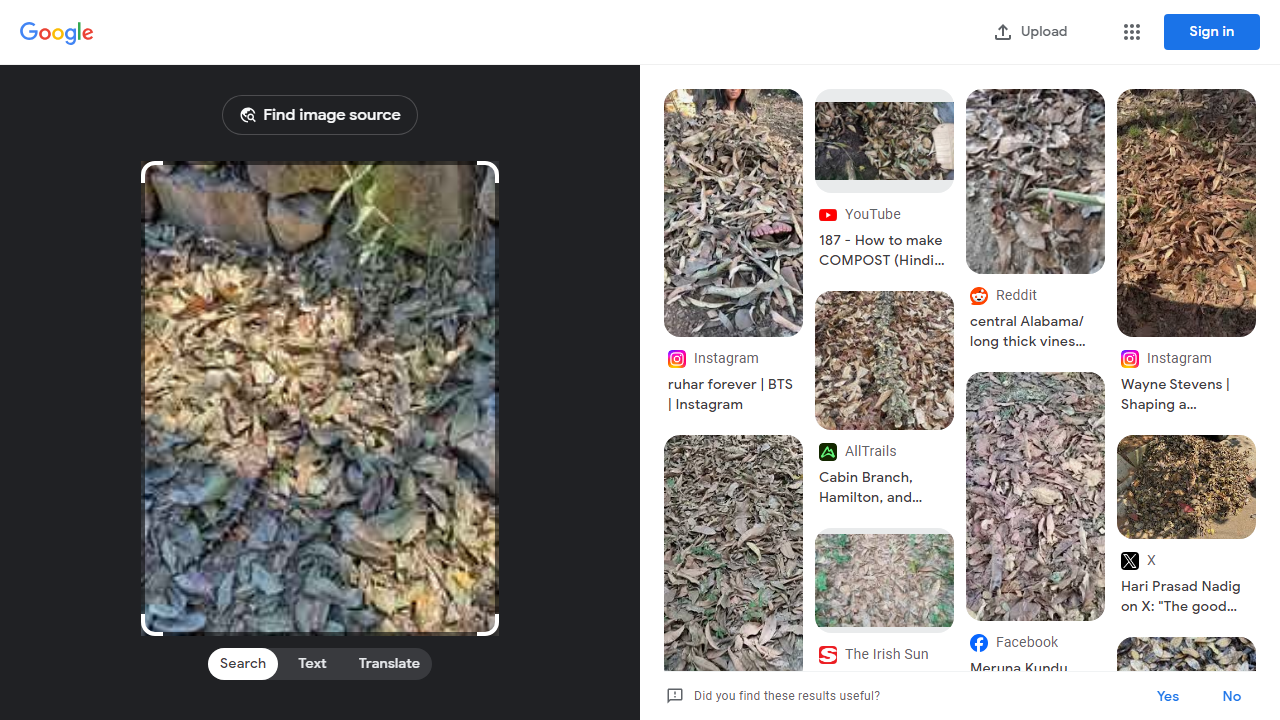 Google
Upload
Sign in
Find image source
Search
Text
Translate
Instagram
ruhar forever | BTS
| Instagram
YouTube
187 - How to make
COMPOST (Hindi...
AllTrails
Cabin Branch,
Hamilton, and...
The Irish Sun
Reddit
central Alabama/
long thick vines...
Facebook
Meruna Kundu
Instagram
Wayne Stevens |
Shaping a...
X
Hari Prasad Nadig
on X: "The good...
Did you find these results useful?
Yes
No